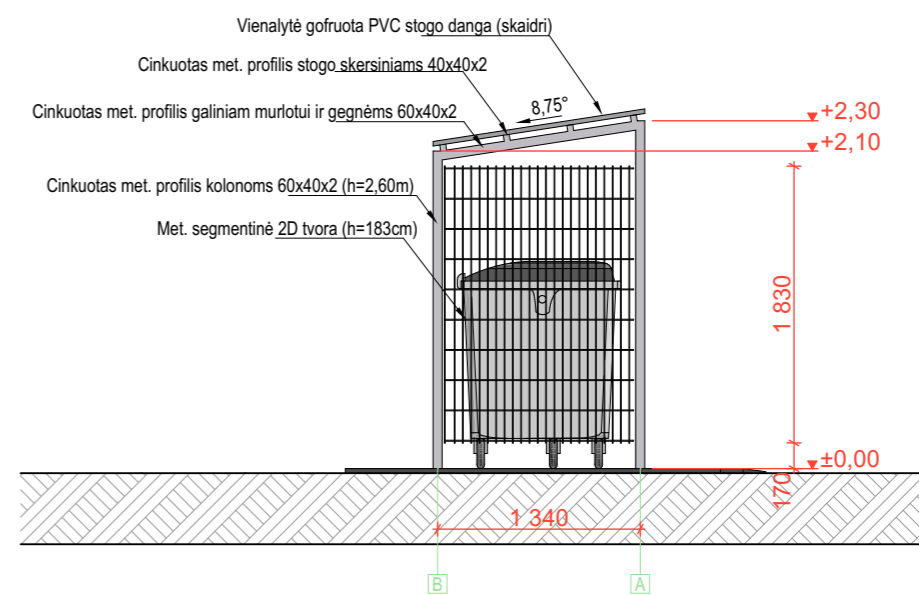 Vienalytė gofruota PVC stogo danga (skaidri)
Cinkuotas met. profilis stogo skersiniams 40x40x2
8,75°
Cinkuotas met. profilis galiniam murlotui ir gegnėms 60x40x2
+2,30
+2,10
Cinkuotas met. profilis kolonoms 60x40x2 (h=2,60m)
Met. segmentinė 2D tvora (h=183cm)
1 830
±0,00
170
1 340
B
A